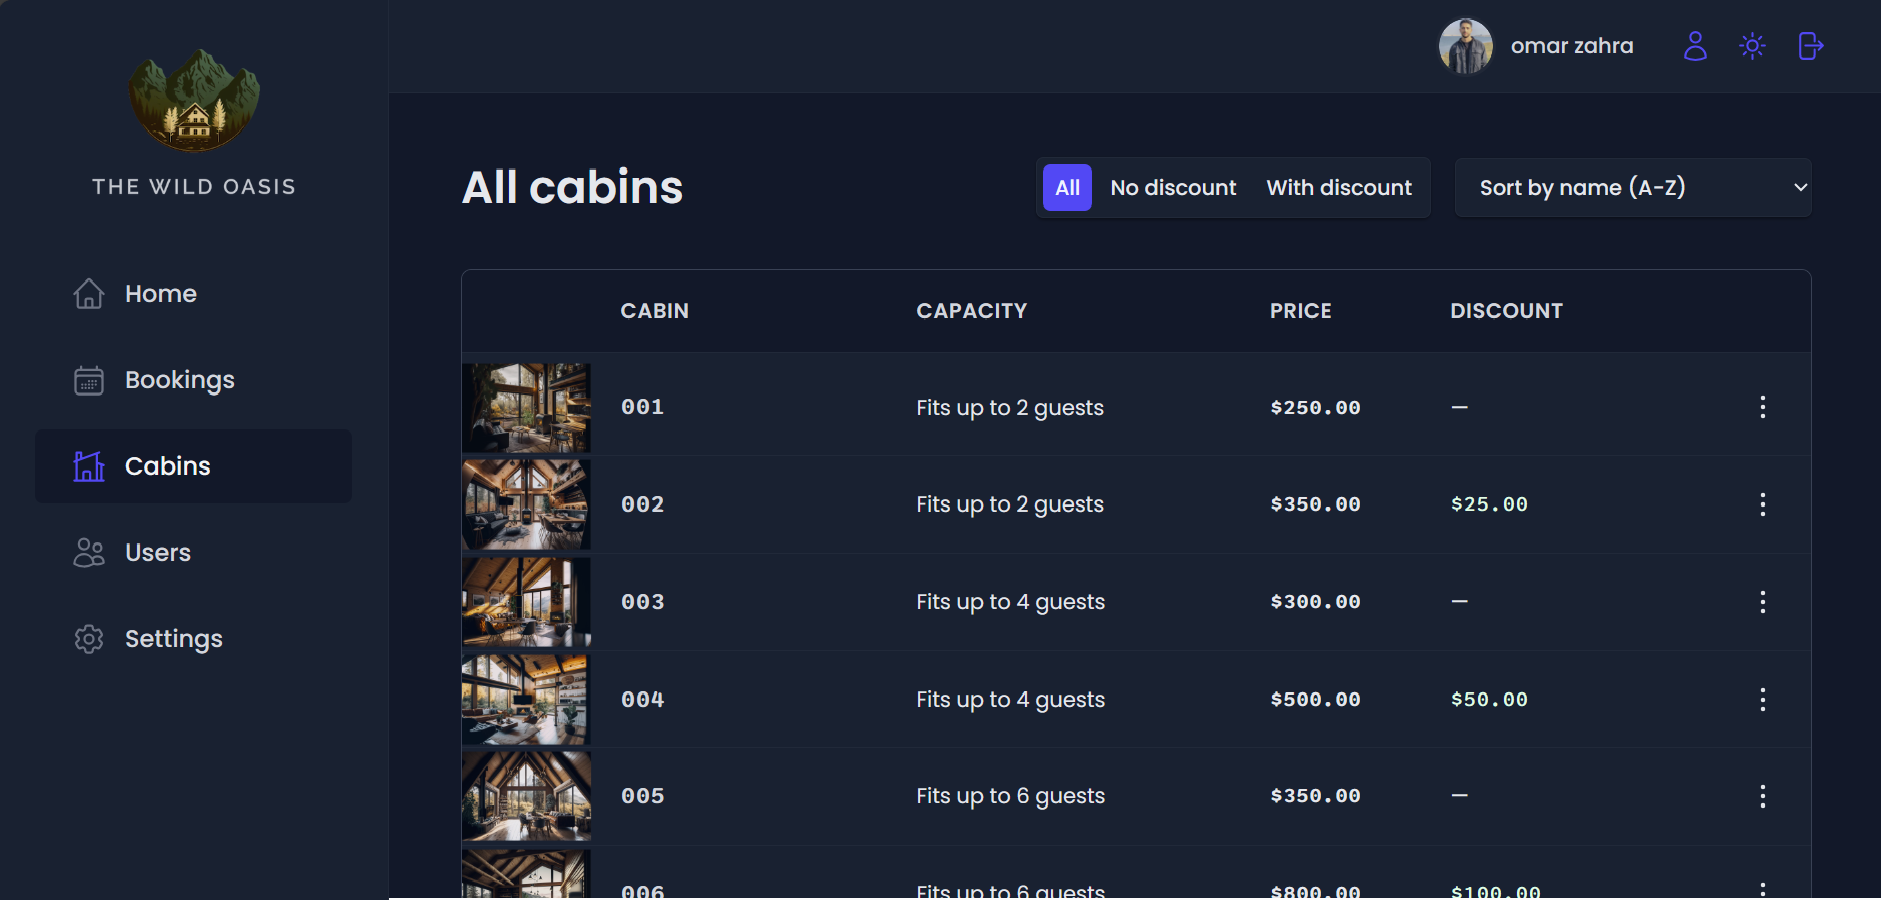 omar zahra
THE WILD OASIS
Home
Bookings
Cabins
Users
Settings
All cabins
All No discount With discount
Sort by name (A-Z)
CABIN CAPACITY PRICE DISCOUNT
001 Fits up to 2 guests $250.00 —
002 Fits up to 2 guests $350.00 $25.00
003 Fits up to 4 guests $300.00 —
004 Fits up to 4 guests $500.00 $50.00
005 Fits up to 6 guests $350.00 —
006 Fits up to 6 guests $800.00 $100.00